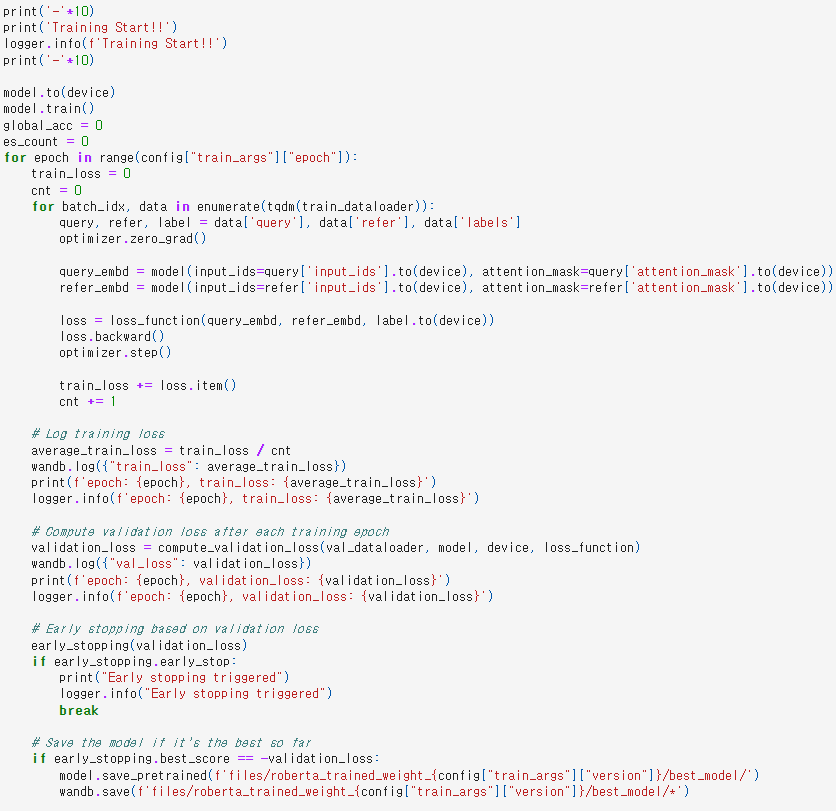 print('-'*10)
print('Training Start!!')
logger.info(f'Training Start!!')
print('-'*10)

model.to(device)
model.train()
global_acc = 0
es_count = 0
for epoch in range(config["train_args"]["epoch"]):
    train_loss = 0
    cnt = 0
    for batch_idx, data in enumerate(tqdm(train_dataloader)):
        query, refer, label = data['query'], data['refer'], data['labels']
        optimizer.zero_grad()

        query_embd = model(input_ids=query['input_ids'].to(device), attention_mask=query['attention_mask'].to(device))
        refer_embd = model(input_ids=refer['input_ids'].to(device), attention_mask=refer['attention_mask'].to(device))

        loss = loss_function(query_embd, refer_embd, label.to(device))
        loss.backward()
        optimizer.step()

        train_loss += loss.item()
        cnt += 1

    # Log training loss
    average_train_loss = train_loss / cnt
    wandb.log({"train_loss": average_train_loss})
    print(f'epoch: {epoch}, train_loss: {average_train_loss}')
    logger.info(f'epoch: {epoch}, train_loss: {average_train_loss}')

    # Compute validation loss after each training epoch
    validation_loss = compute_validation_loss(val_dataloader, model, device, loss_function)
    wandb.log({"val_loss": validation_loss})
    print(f'epoch: {epoch}, validation_loss: {validation_loss}')
    logger.info(f'epoch: {epoch}, validation_loss: {validation_loss}')

    # Early stopping based on validation loss
    early_stopping(validation_loss)
    if early_stopping.early_stop:
        print("Early stopping triggered")
        logger.info("Early stopping triggered")
        break

    # Save the model if it's the best so far
    if early_stopping.best_score == -validation_loss:
        model.save_pretrained(f'files/roberta_trained_weight_{config["train_args"]["version"]}/best_model/')
        wandb.save(f'files/roberta_trained_weight_{config["train_args"]["version"]}/best_model/*')